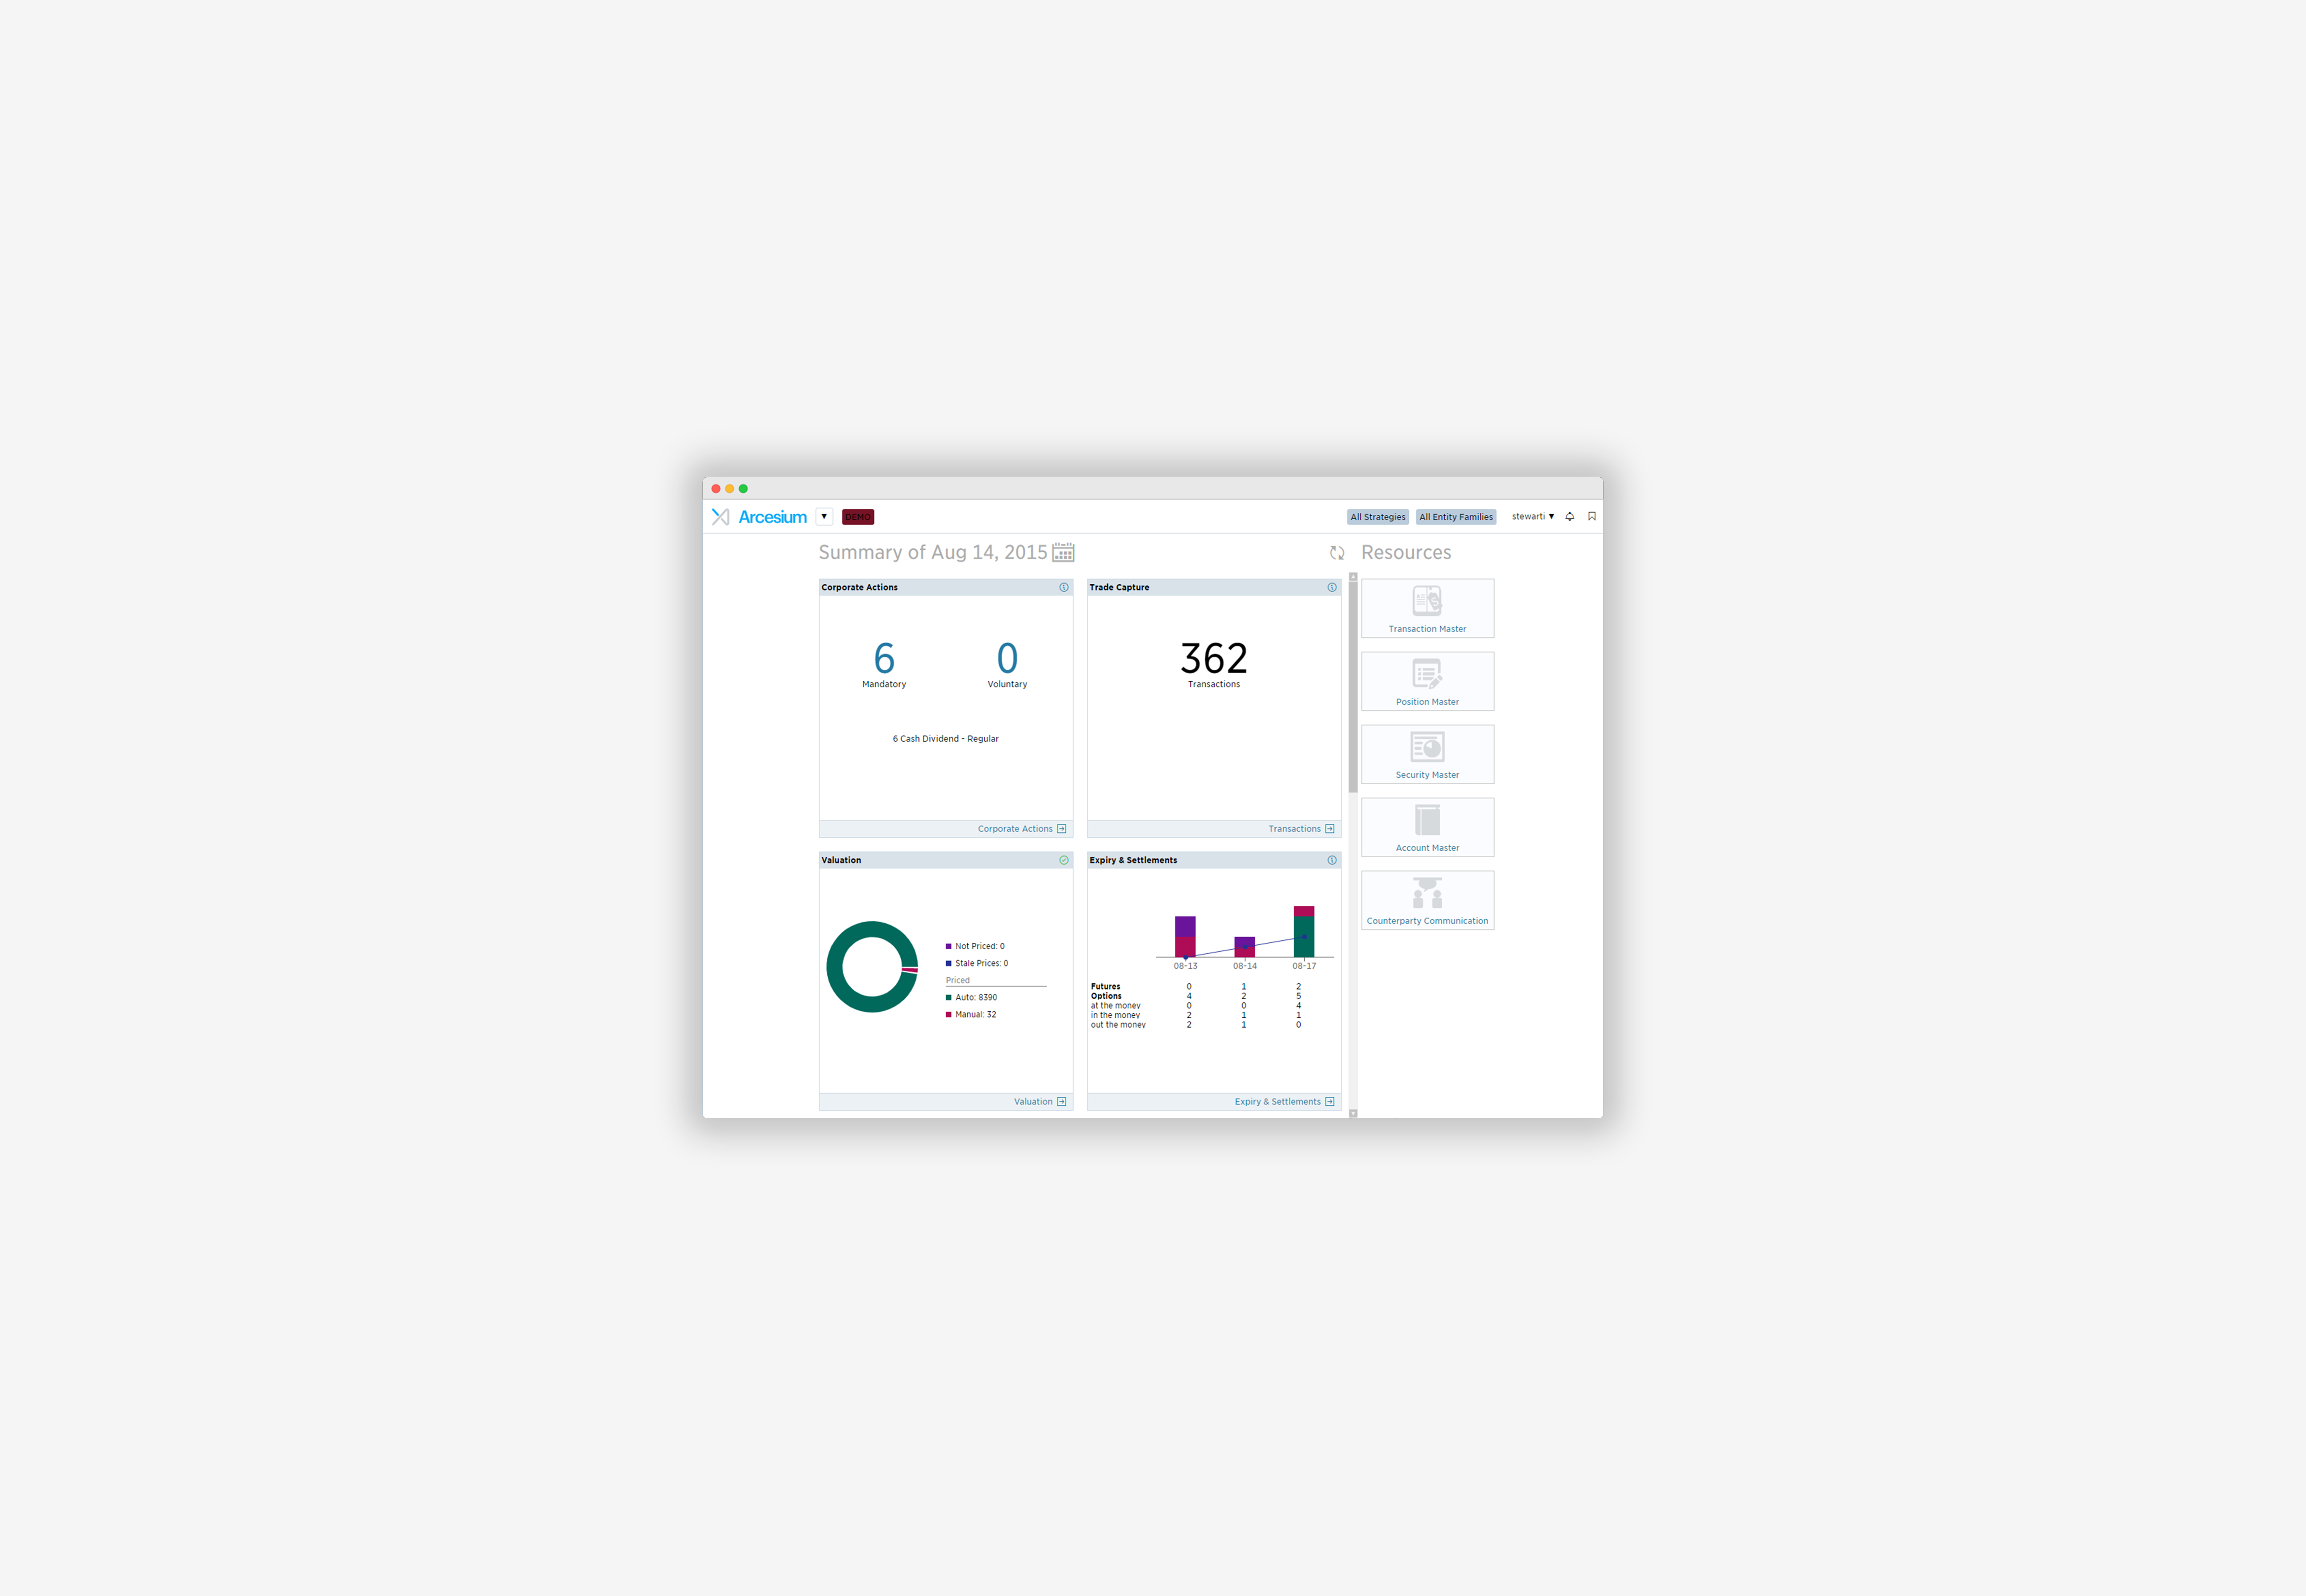 Arcesium ▼ DEMO All Strategies All Entity Families stewarti ▼
Summary of Aug 14, 2015
Resources
Corporate Actions
6 0
Mandatory Voluntary
6 Cash Dividend - Regular
Corporate Actions
Trade Capture
362
Transactions
Transactions
Valuation
Not Priced: 0
Stale Prices: 0
Priced
Auto: 8390
Manual: 32
Valuation
Expiry & Settlements
08-13 08-14 08-17
Futures 0 1 2
Options 4 2 5
at the money 0 0 4
in the money 2 1 1
out the money 2 1 0
Expiry & Settlements
Transaction Master
Position Master
Security Master
Account Master
Counterparty Communication